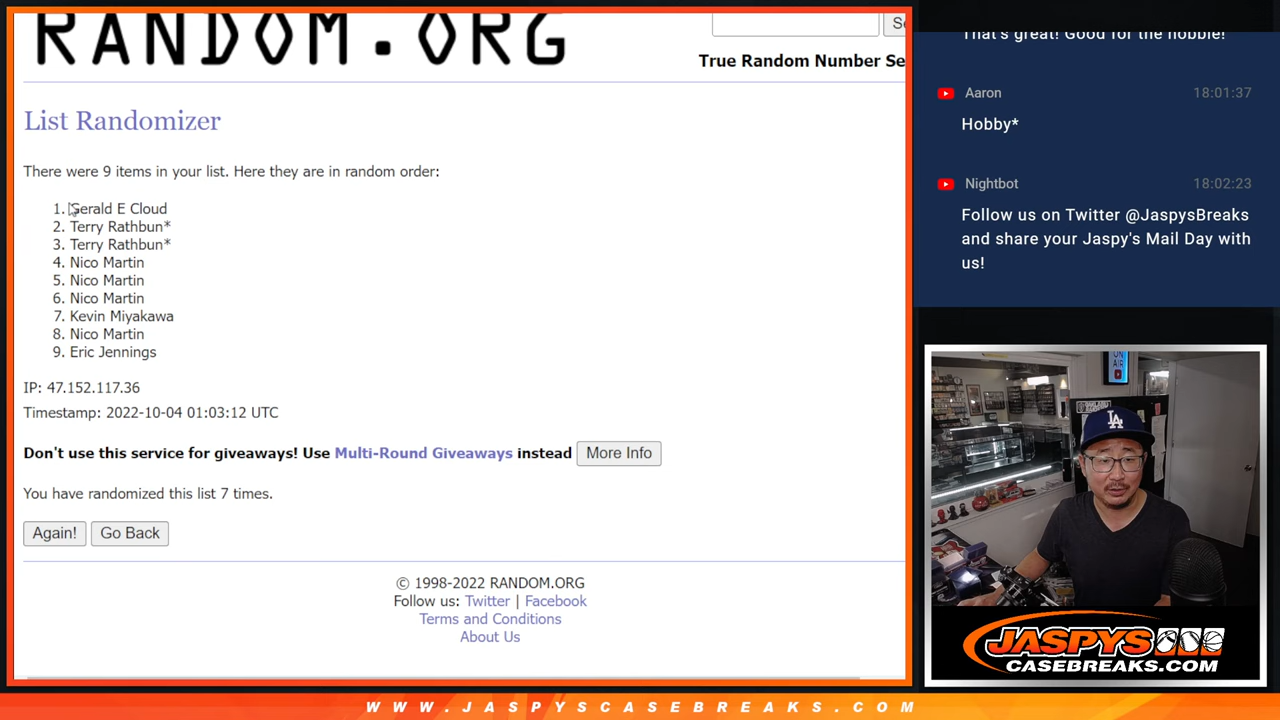 RANDOM.ORG
True Random Number Se
List Randomizer
There were 9 items in your list. Here they are in random order:
1. Gerald E Cloud
2. Terry Rathbun*
3. Terry Rathbun*
4. Nico Martin
5. Nico Martin
6. Nico Martin
7. Kevin Miyakawa
8. Nico Martin
9. Eric Jennings
IP: 47.152.117.36
Timestamp: 2022-10-04 01:03:12 UTC
Don't use this service for giveaways! Use Multi-Round Giveaways instead More Info
You have randomized this list 7 times.
Again! Go Back
© 1998-2022 RANDOM.ORG
Follow us: Twitter | Facebook
Terms and Conditions
About Us
That's great! Good for the hobbie!
Aaron 18:01:37
Hobby*
Nightbot 18:02:23
Follow us on Twitter @JaspysBreaks
and share your Jaspy's Mail Day with
us!
ON AIR
LA
JASPYS
CASEBREAKS.COM
WWW.JASPYSCASEBREAKS.COM